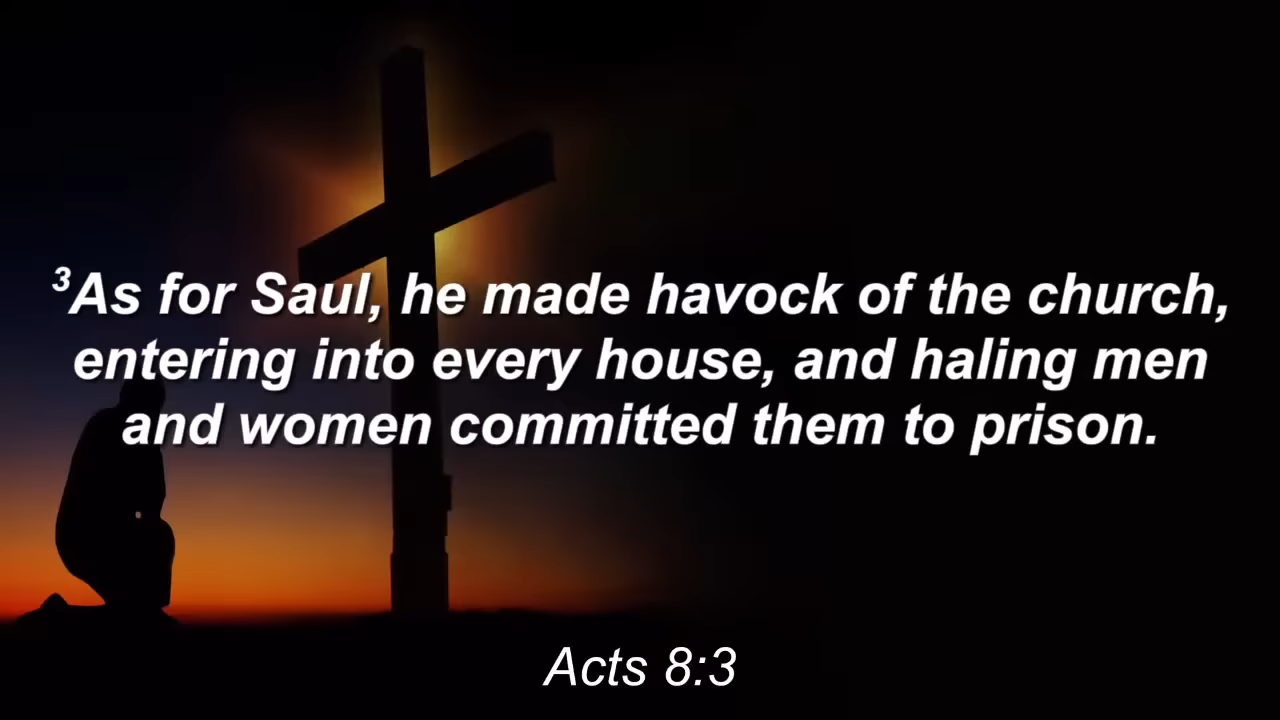 ³As for Saul, he made havock of the church,
entering into every house, and haling men
and women committed them to prison.
Acts 8:3